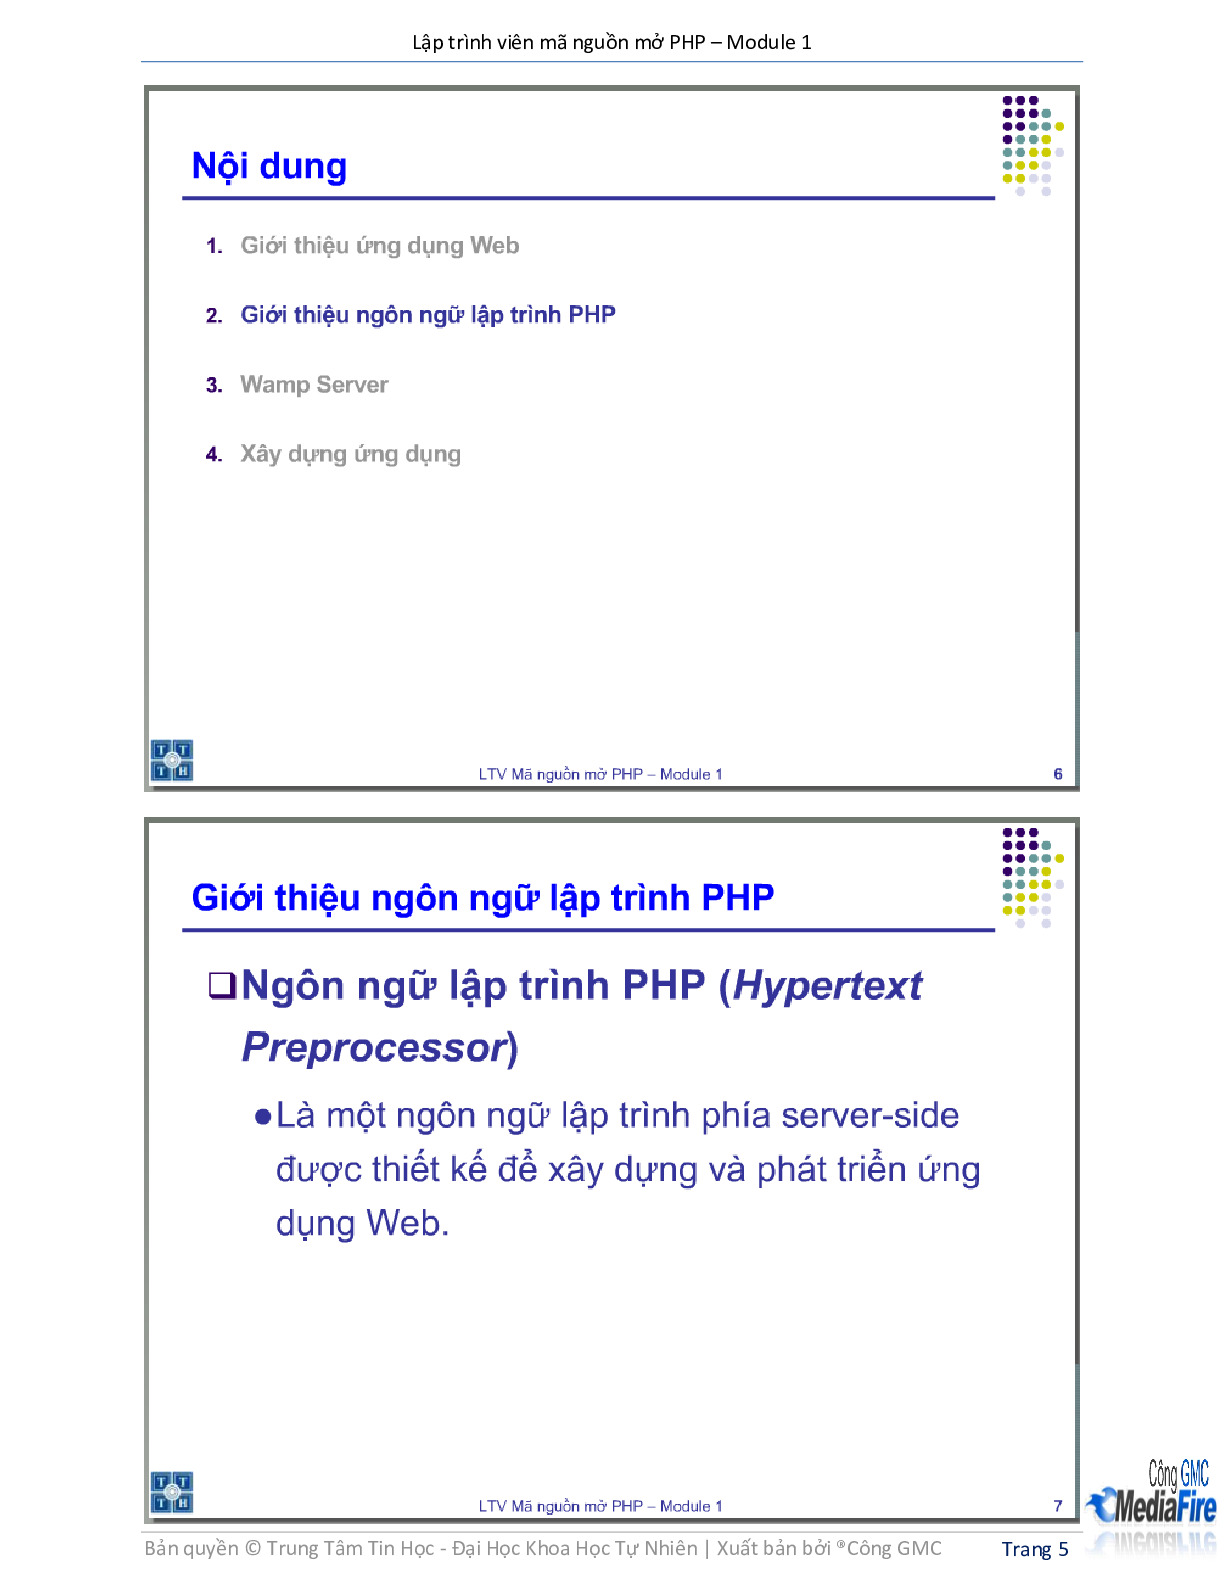 Lập trình viên mã nguồn mở PHP – Module 1
Nội dung
1. Giới thiệu ứng dụng Web
2. Giới thiệu ngôn ngữ lập trình PHP
3. Wamp Server
4. Xây dựng ứng dụng
T T
T H
LTV Mã nguồn mở PHP – Module 1 6
Giới thiệu ngôn ngữ lập trình PHP
Ngôn ngữ lập trình PHP (Hypertext
Preprocessor)
Là một ngôn ngữ lập trình phía server-side
được thiết kế để xây dựng và phát triển ứng
dụng Web.
T T
T H
LTV Mã nguồn mở PHP – Module 1 7
Công GMC
MediaFire
Bản quyền © Trung Tâm Tin Học - Đại Học Khoa Học Tự Nhiên | Xuất bản bởi ®Công GMC Trang 5